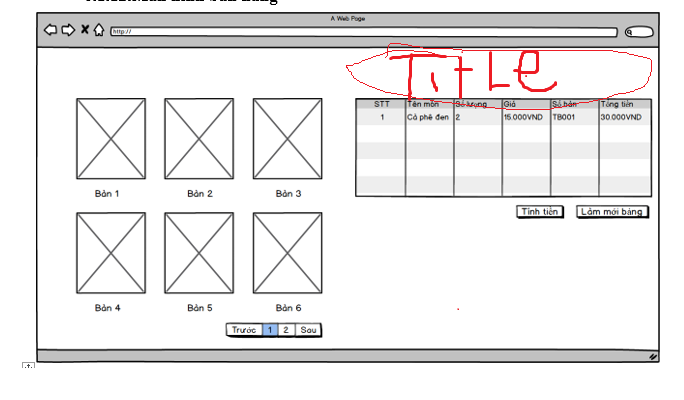 A Web Page
http://
Title
STT Tên món Số lượng Giá Số bàn Tổng tiền
1 Cà phê đen 2 15.000VND TB001 30.000VND
Bàn 1 Bàn 2 Bàn 3
Tính tiền Làm mới bảng
Bàn 4 Bàn 5 Bàn 6
Trước 1 2 Sau